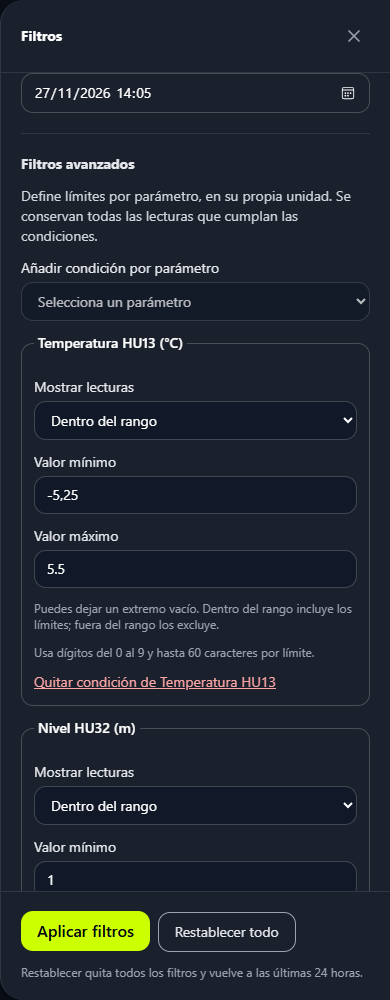 Filtros
27/11/2026 14:05
Filtros avanzados
Define límites por parámetro, en su propia unidad. Se
conservan todas las lecturas que cumplan las
condiciones.
Añadir condición por parámetro
Selecciona un parámetro
Temperatura HU13 (°C)
Mostrar lecturas
Dentro del rango
Valor mínimo
-5,25
Valor máximo
5.5
Puedes dejar un extremo vacío. Dentro del rango incluye los
límites; fuera del rango los excluye.
Usa dígitos del 0 al 9 y hasta 60 caracteres por límite.
Quitar condición de Temperatura HU13
Nivel HU32 (m)
Mostrar lecturas
Dentro del rango
Valor mínimo
1
Aplicar filtros
Restablecer todo
Restablecer quita todos los filtros y vuelve a las últimas 24 horas.